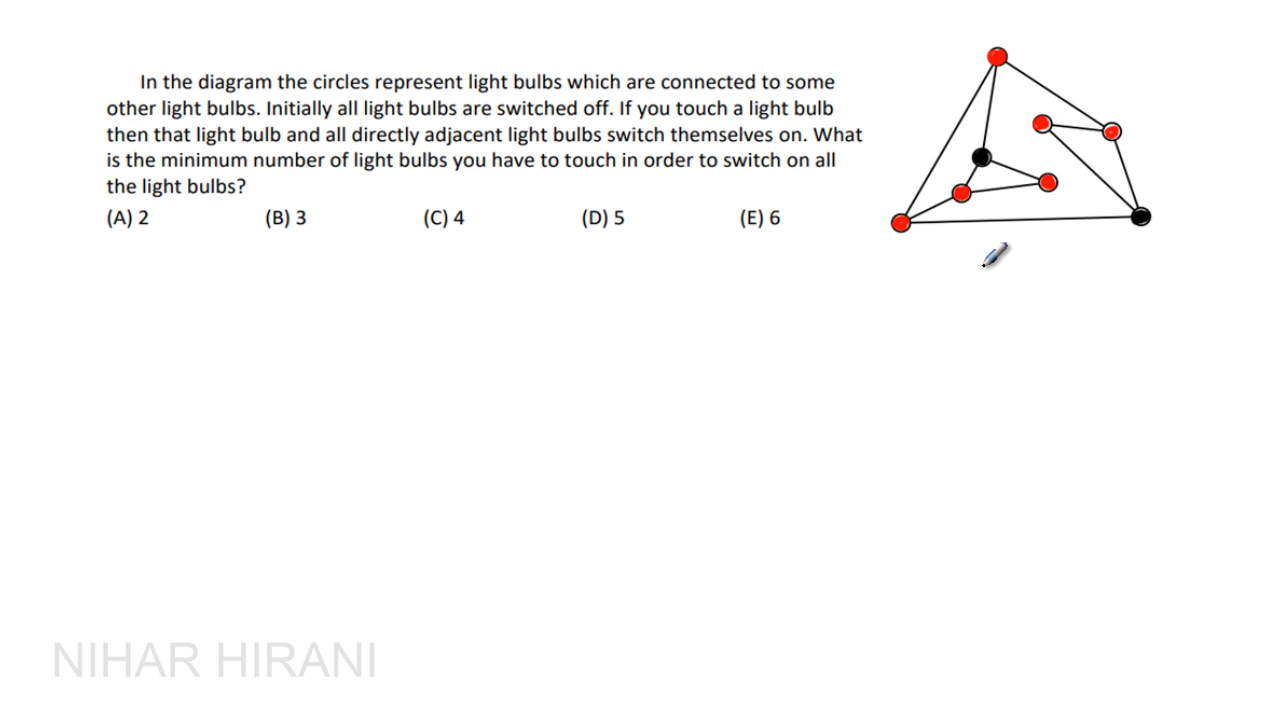 In the diagram the circles represent light bulbs which are connected to some
other light bulbs. Initially all light bulbs are switched off. If you touch a light bulb
then that light bulb and all directly adjacent light bulbs switch themselves on. What
is the minimum number of light bulbs you have to touch in order to switch on all
the light bulbs?
(A) 2 (B) 3 (C) 4 (D) 5 (E) 6
NIHAR HIRANI